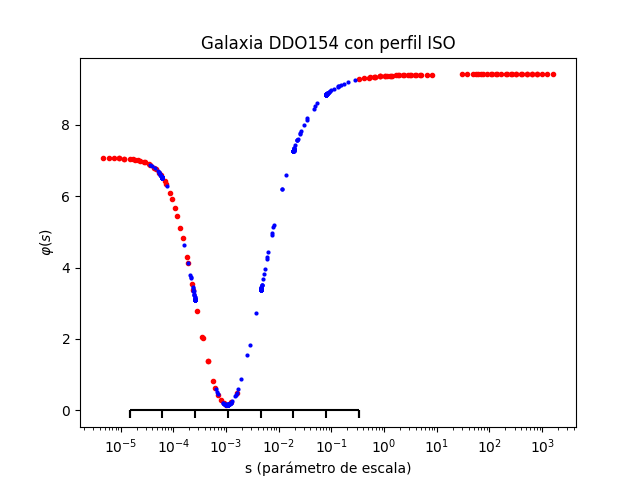 Galaxia DDO154 con perfil ISO
φ(s)
8
6
4
2
0
10⁻⁵ 10⁻⁴ 10⁻³ 10⁻² 10⁻¹ 10⁰ 10¹ 10² 10³
s (parámetro de escala)